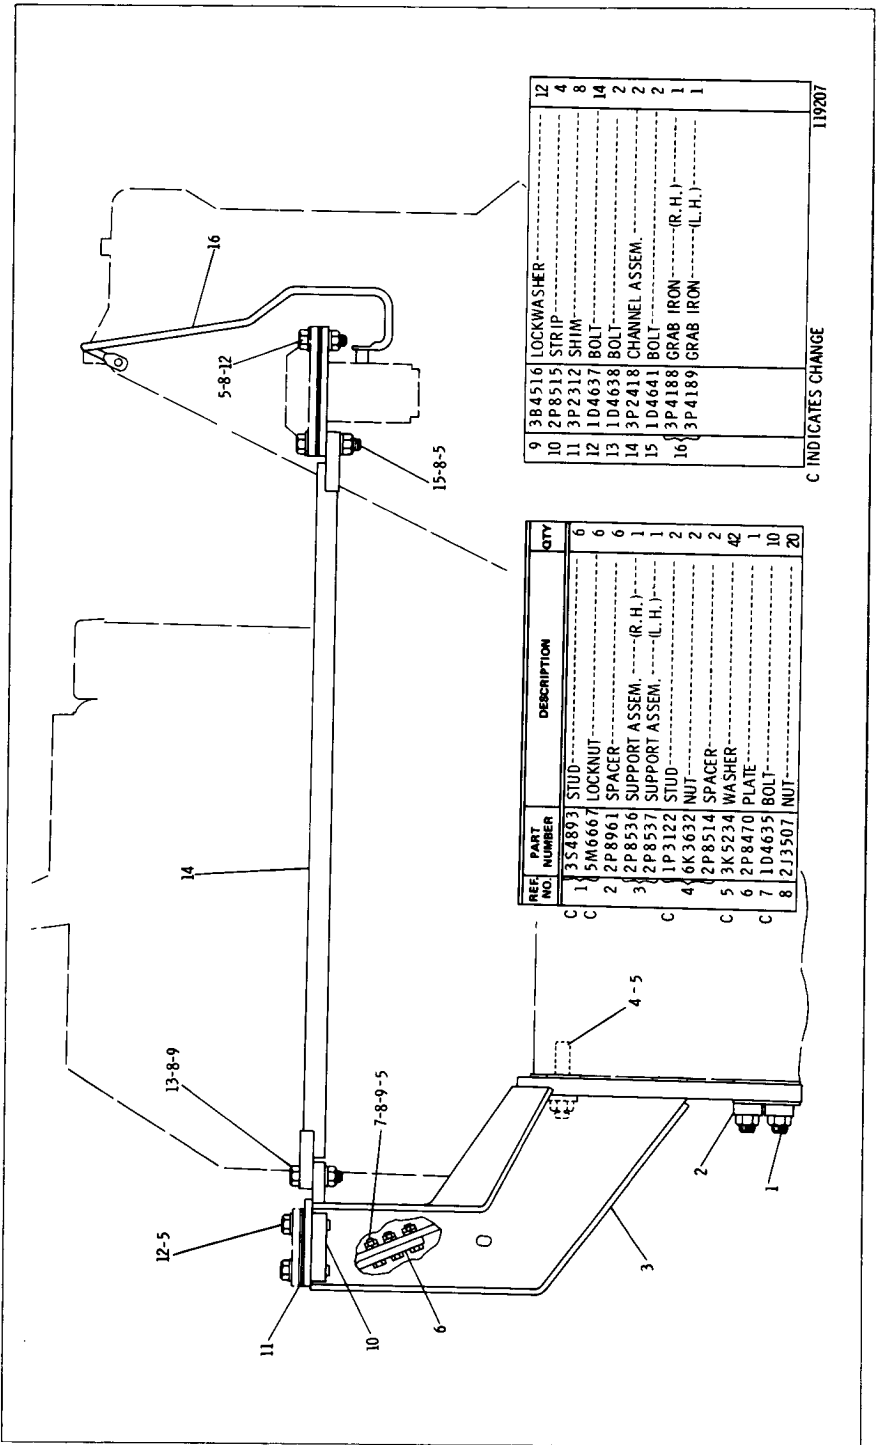 16
5-8-12
15-8-5
14
13-8-9
12-5
11
10
7-8-9-5
6
4-5
3
2
1
REF. NO. PART NUMBER DESCRIPTION QTY
C 1 3S4893 STUD 6
C 5M6667 LOCKNUT 6
2 2P8961 SPACER 6
3 2P8536 SUPPORT ASSEM. (R.H.) 1
2P8537 SUPPORT ASSEM. (L.H.) 1
C 1P3122 STUD 2
4 6K3632 NUT 2
2P8514 SPACER 2
C 5 3K5234 WASHER 42
6 2P8470 PLATE 1
C 7 1D4635 BOLT 10
8 2J3507 NUT 20
9 3B4516 LOCKWASHER 12
10 2P8515 STRIP 4
11 3P2312 SHIM 8
12 1D4637 BOLT 14
13 1D4638 BOLT 2
14 3P2418 CHANNEL ASSEM. 2
15 1D4641 BOLT 2
16 3P4188 GRAB IRON (R.H.) 1
3P4189 GRAB IRON (L.H.) 1
C INDICATES CHANGE
119207